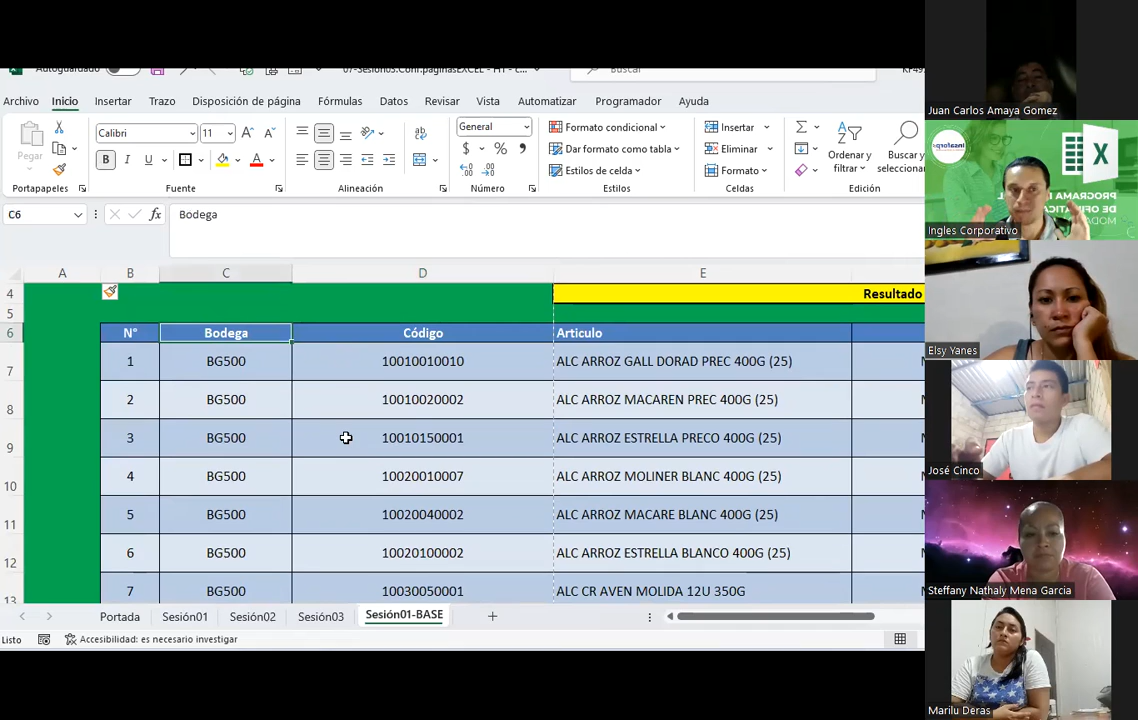 Autoguardado
07-Sesion03.Conf.paginasEXCEL - HT - c...
Buscar
Archivo Inicio Insertar Trazo Disposición de página Fórmulas Datos Revisar Vista Automatizar Programador Ayuda
Pegar
Calibri 11
General
Formato condicional
Dar formato como tabla
Estilos de celda
Insertar
Eliminar
Formato
Ordenar y
filtrar
Buscar y
seleccionar
Portapapeles Fuente Alineación Número Estilos Celdas Edición
C6 Bodega
A B C D E
4 Resultado
5
6 N° Bodega Código Articulo
7 1 BG500 10010010010 ALC ARROZ GALL DORAD PREC 400G (25)
8 2 BG500 10010020002 ALC ARROZ MACAREN PREC 400G (25)
9 3 BG500 10010150001 ALC ARROZ ESTRELLA PRECO 400G (25)
10 4 BG500 10020010007 ALC ARROZ MOLINER BLANC 400G (25)
11 5 BG500 10020040002 ALC ARROZ MACARE BLANC 400G (25)
12 6 BG500 10020100002 ALC ARROZ ESTRELLA BLANCO 400G (25)
13 7 BG500 10030050001 ALC CR AVEN MOLIDA 12U 350G
Portada Sesión01 Sesión02 Sesión03 Sesión01-BASE
Listo Accesibilidad: es necesario investigar
Juan Carlos Amaya Gomez
Ingles Corporativo
Elsy Yanes
José Cinco
Steffany Nathaly Mena Garcia
Marilu Deras